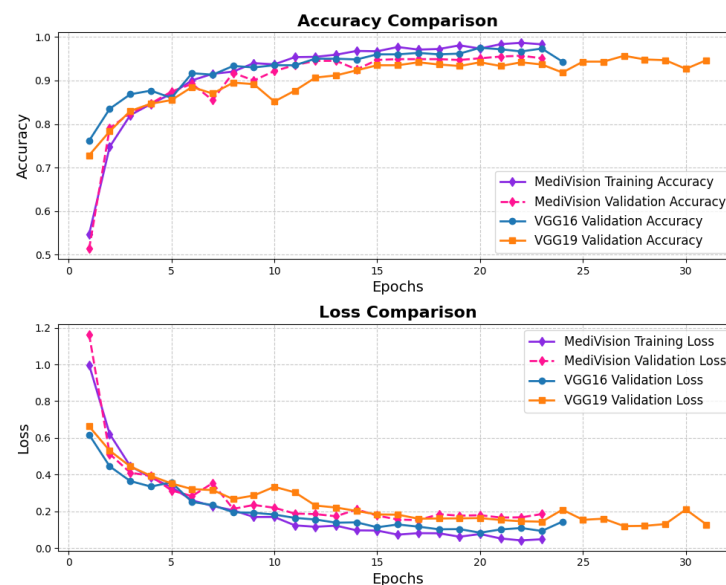 Accuracy Comparison
1.0
0.9
0.8
0.7
0.6
0.5
Accuracy
MediVision Training Accuracy
MediVision Validation Accuracy
VGG16 Validation Accuracy
VGG19 Validation Accuracy
0 5 10 15 20 25 30
Epochs
Loss Comparison
1.2
1.0
0.8
0.6
0.4
0.2
0.0
Loss
MediVision Training Loss
MediVision Validation Loss
VGG16 Validation Loss
VGG19 Validation Loss
0 5 10 15 20 25 30
Epochs